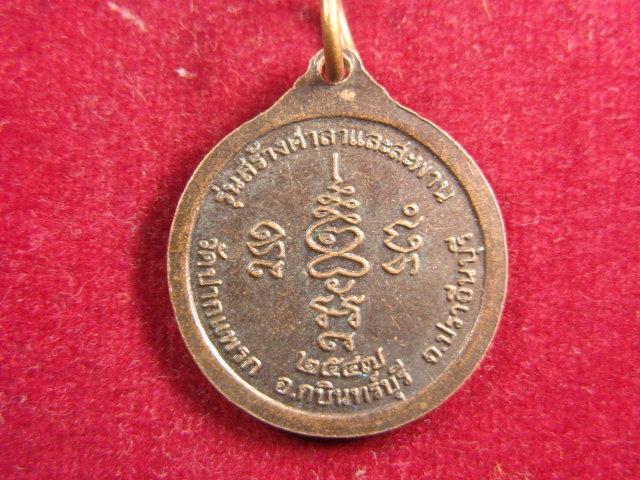 รุ่นสร้างศาลาและสะพาน
๒๕๔๗
วัดปากแพรก อ.กบินทร์บุรี จ.ปราจีนบุรี